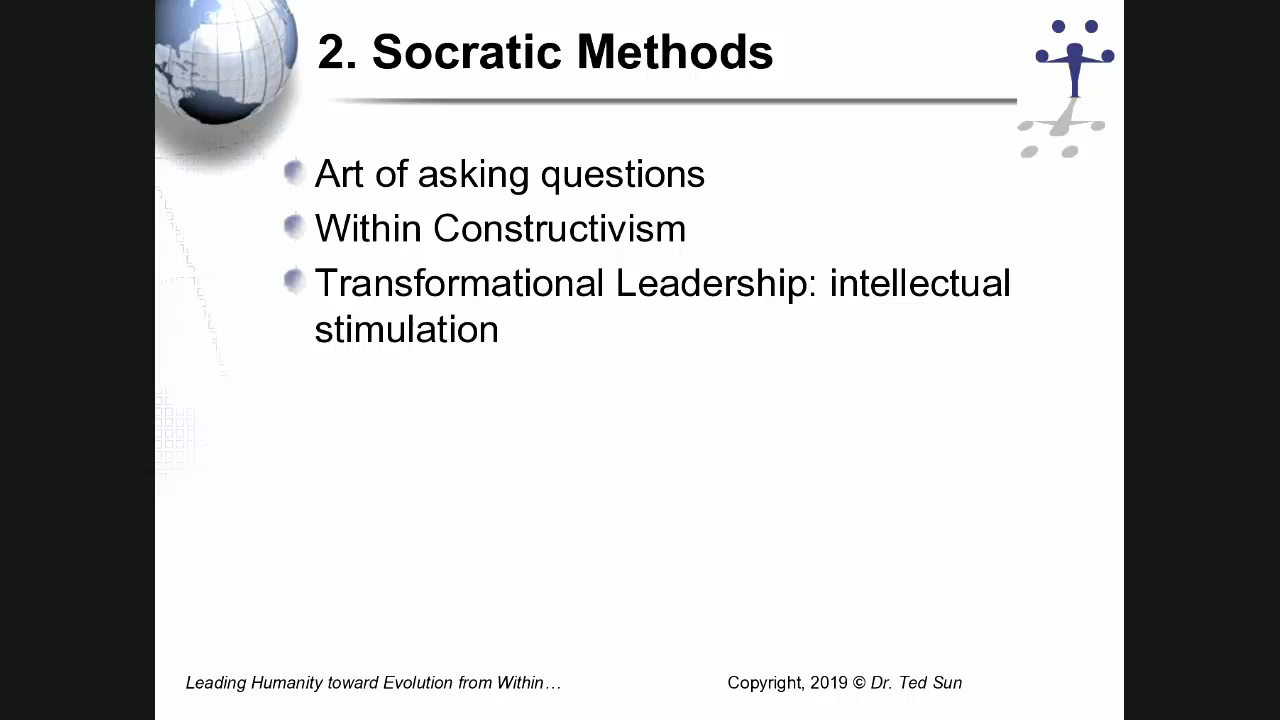 2. Socratic Methods
Art of asking questions
Within Constructivism
Transformational Leadership: intellectual
stimulation
Leading Humanity toward Evolution from Within…
Copyright, 2019 © Dr. Ted Sun